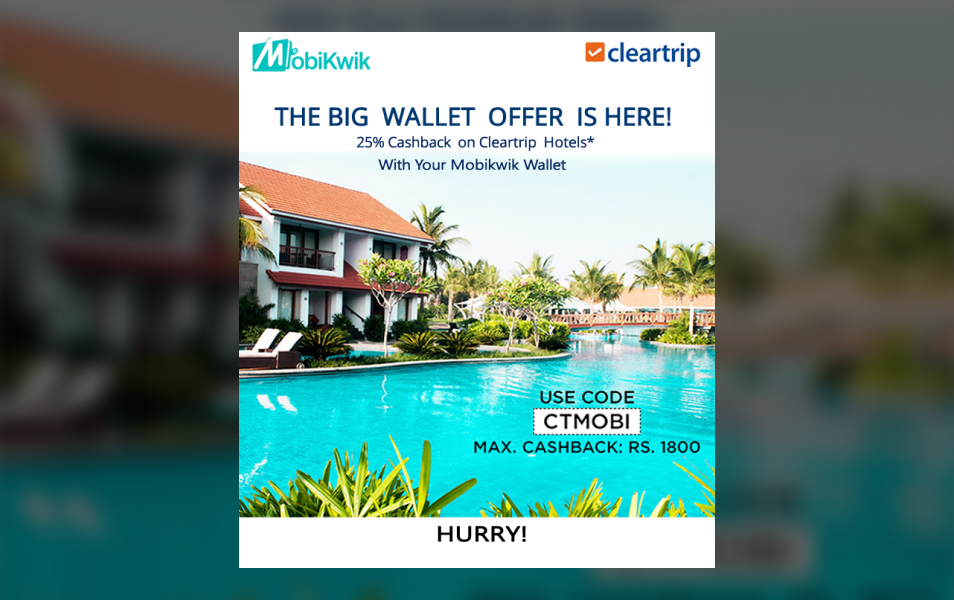 MobiKwik
cleartrip
THE BIG WALLET OFFER IS HERE!
25% Cashback on Cleartrip Hotels*
With Your Mobikwik Wallet
USE CODE
CTMOBI
MAX. CASHBACK: RS. 1800
HURRY!